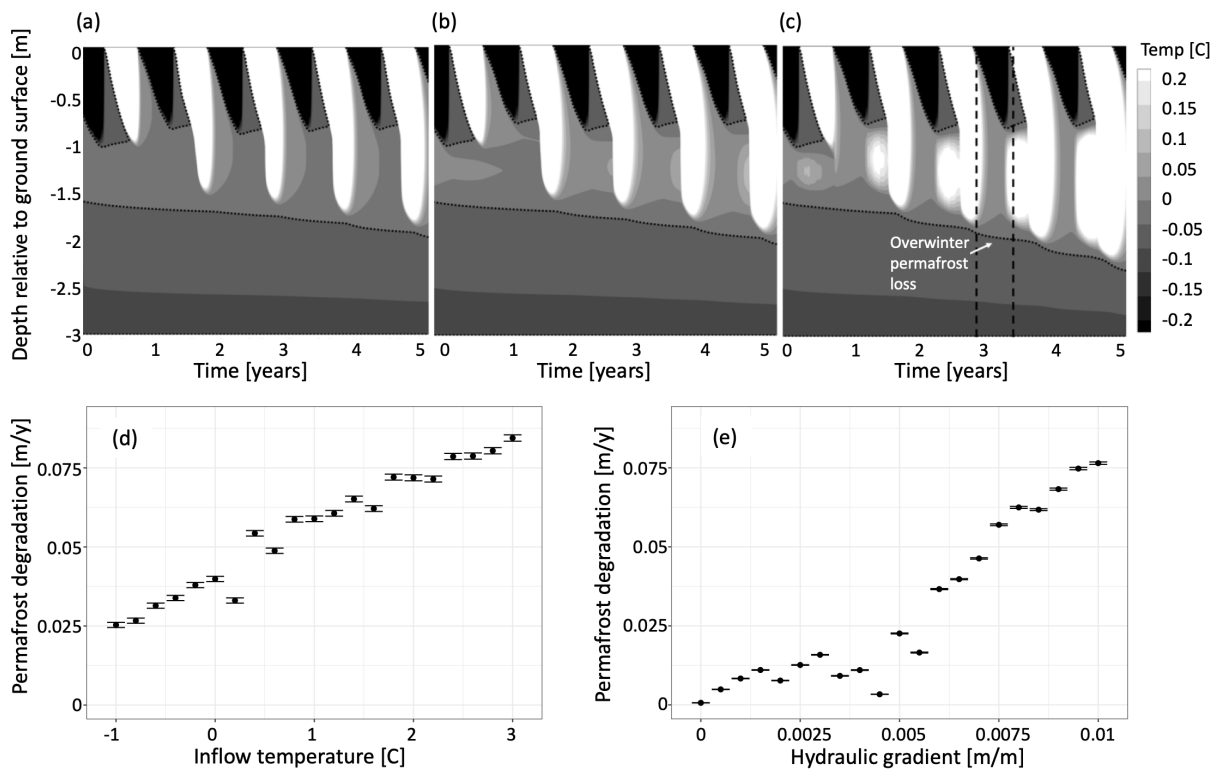 (a)
(b)
(c)
Depth relative to ground surface [m]
0
-0.5
-1
-1.5
-2
-2.5
-3
Overwinter
permafrost
loss
Temp [C]
0.2
0.15
0.1
0.05
0
-0.05
-0.1
-0.15
-0.2
0 1 2 3 4 5
0 1 2 3 4 5
0 1 2 3 4 5
Time [years]
Time [years]
Time [years]
(d)
Permafrost degradation [m/y]
0.075
0.05
0.025
0
-1 0 1 2 3
Inflow temperature [C]
(e)
Permafrost degradation [m/y]
0.075
0.05
0.025
0
0 0.0025 0.005 0.0075 0.01
Hydraulic gradient [m/m]